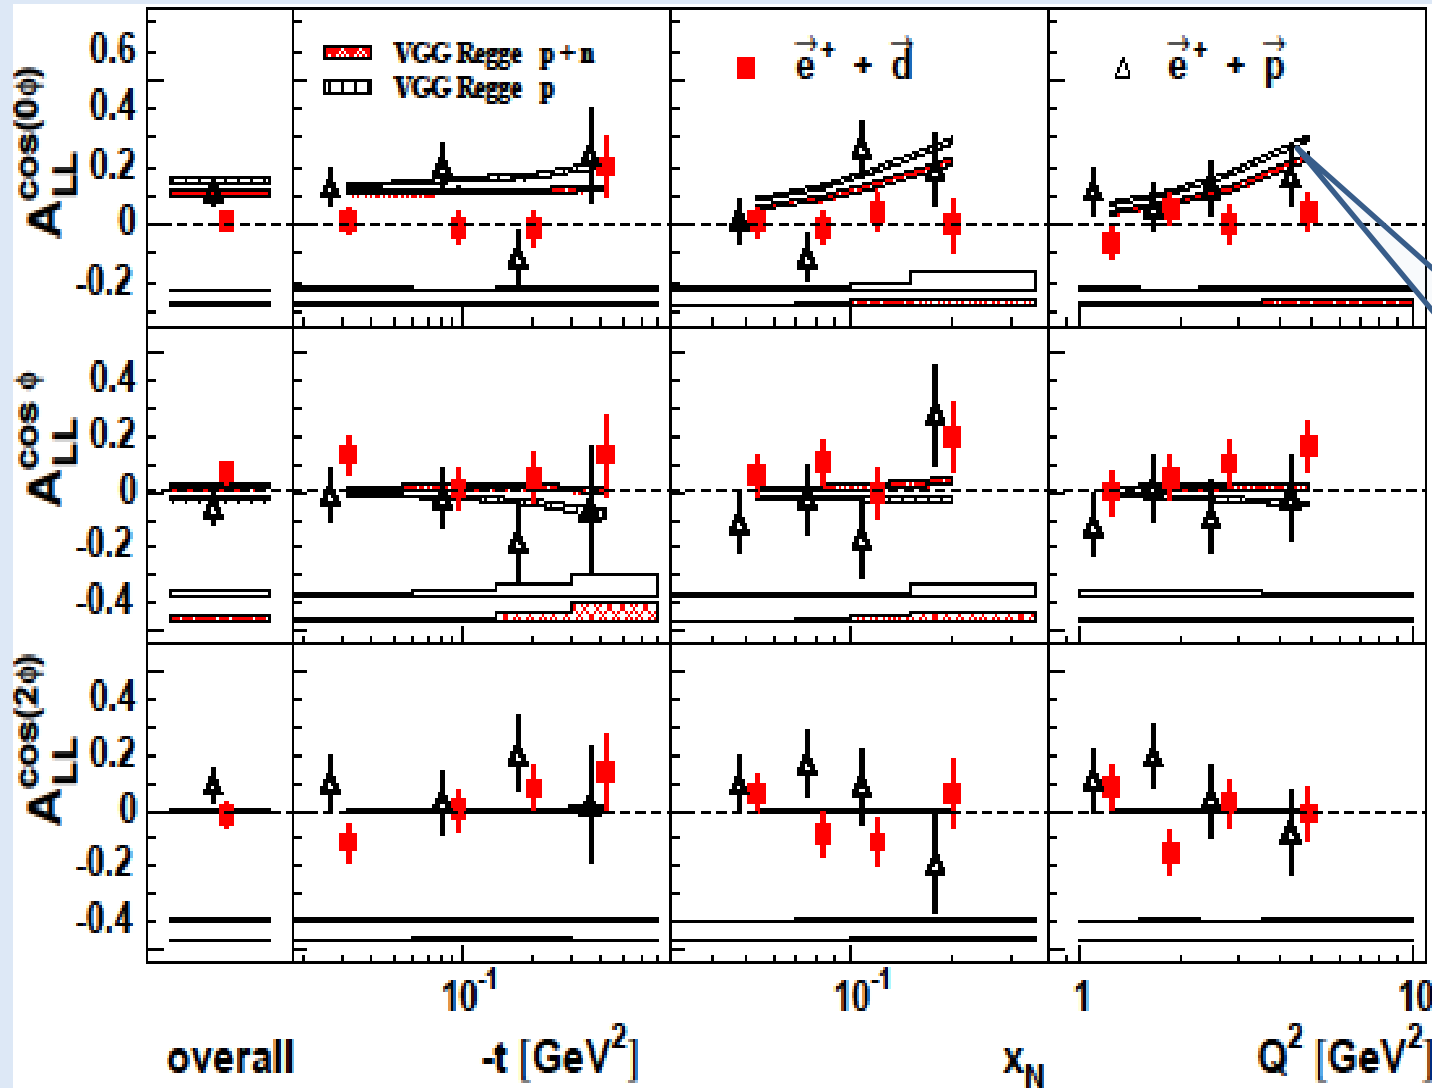 A_LL^cos(0ϕ)
0.6
0.4
0.2
0
-0.2
VGG Regge p + n
VGG Regge p
e⃗⁺ + d⃗
e⃗⁺ + p⃗
A_LL^cos ϕ
0.4
0.2
0
-0.2
-0.4
A_LL^cos(2ϕ)
0.4
0.2
0
-0.2
-0.4
10⁻¹
10⁻¹
1
10
overall
-t [GeV²]
x_N
Q² [GeV²]